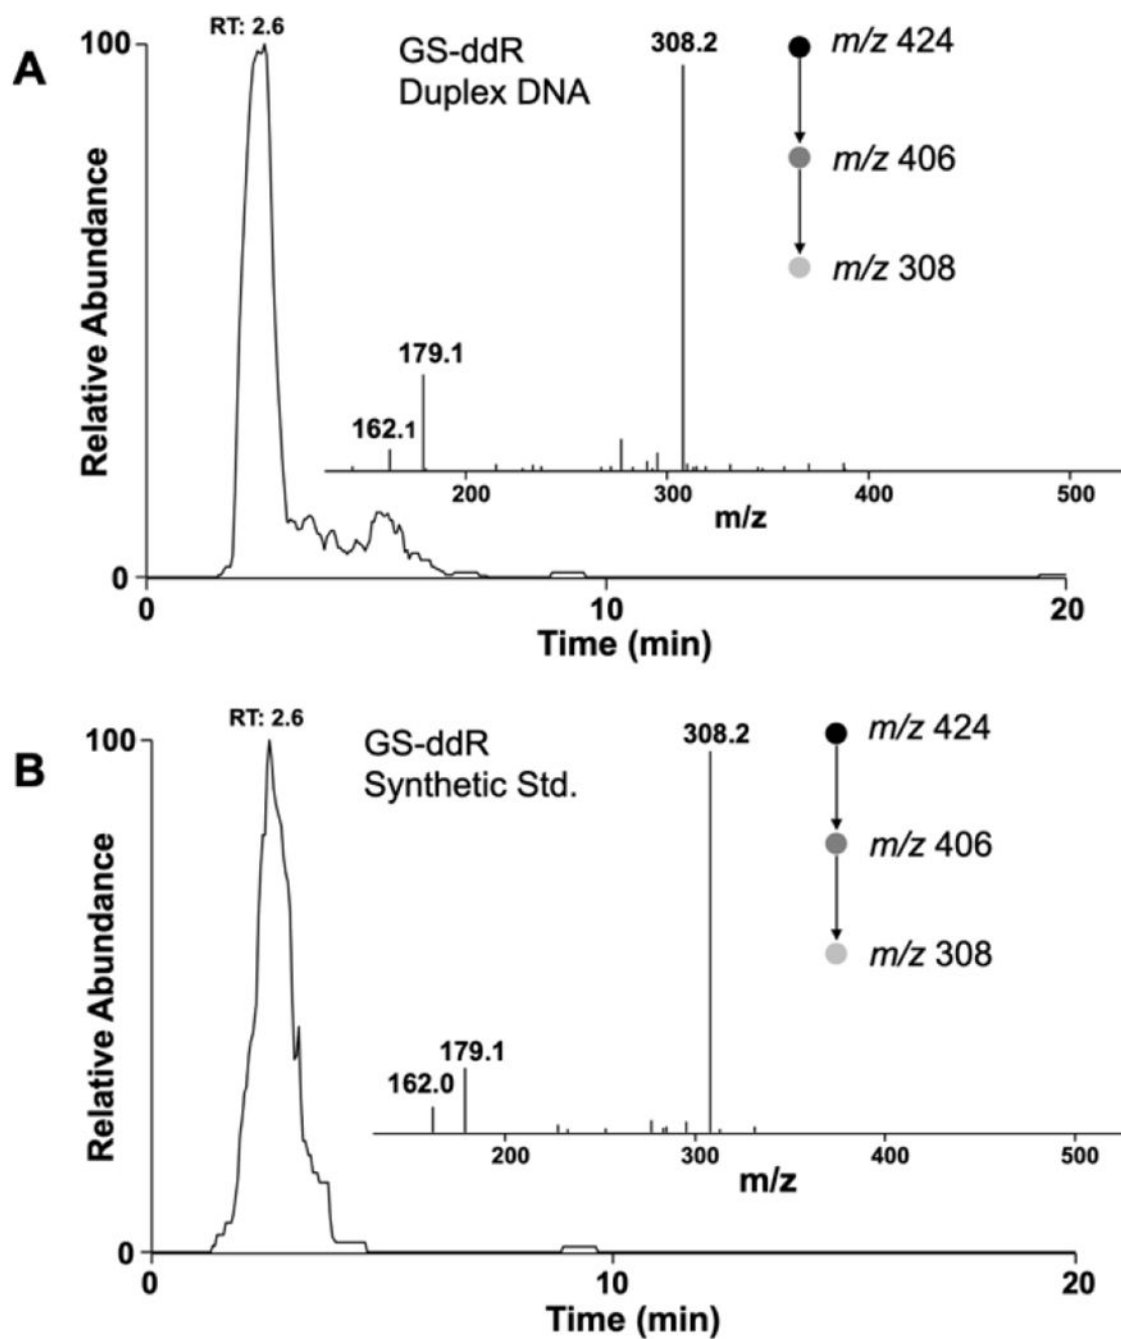 A
RT: 2.6
100
GS-ddR
Duplex DNA
308.2
m/z 424
m/z 406
m/z 308
Relative Abundance
179.1
162.1
200
300
400
500
m/z
0
0
10
20
Time (min)
B
RT: 2.6
100
GS-ddR
Synthetic Std.
308.2
m/z 424
m/z 406
m/z 308
Relative Abundance
179.1
162.0
200
300
400
500
m/z
0
0
10
20
Time (min)